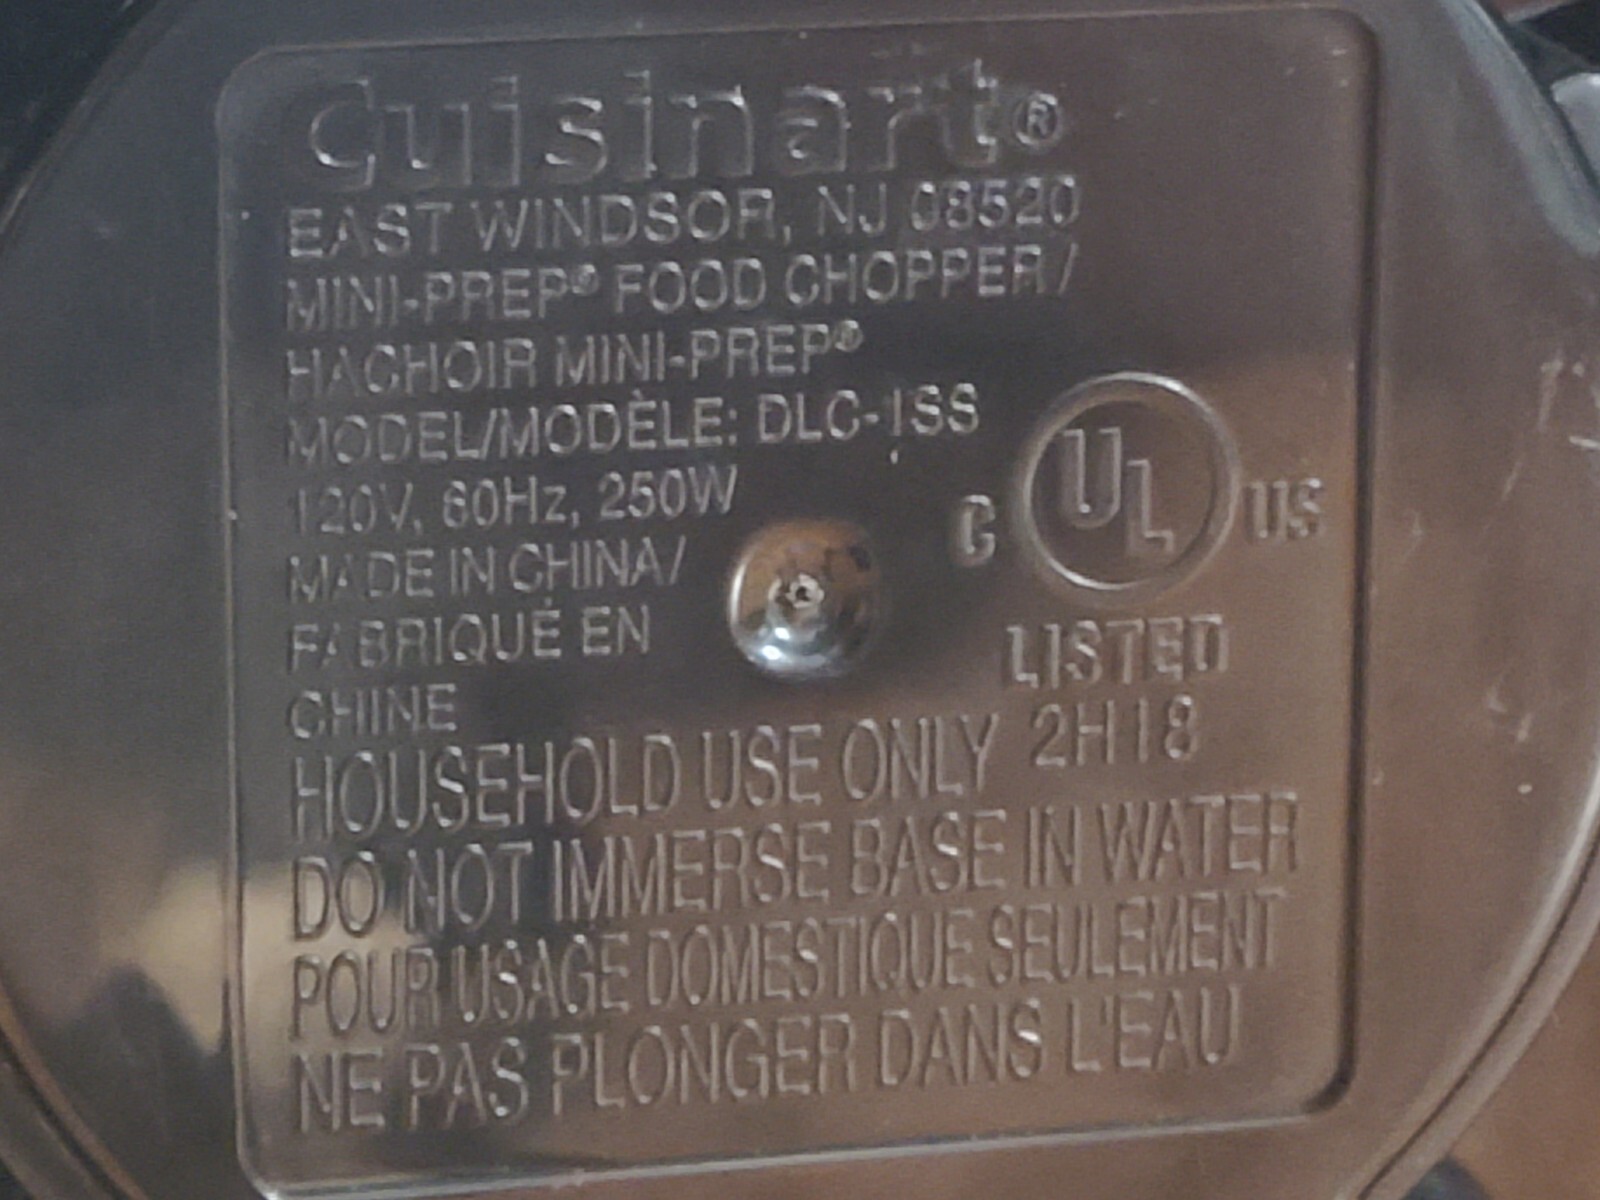 Cuisinart®
EAST WINDSOR, NJ 08520
MINI-PREP® FOOD CHOPPER /
HACHOIR MINI-PREP®
MODEL/MODÈLE: DLC-1SS
120V, 60Hz, 250W
C UL US
MADE IN CHINA/
FABRIQUÉ EN
LISTED
CHINE
2H18
HOUSEHOLD USE ONLY
DO NOT IMMERSE BASE IN WATER
POUR USAGE DOMESTIQUE SEULEMENT
NE PAS PLONGER DANS L'EAU